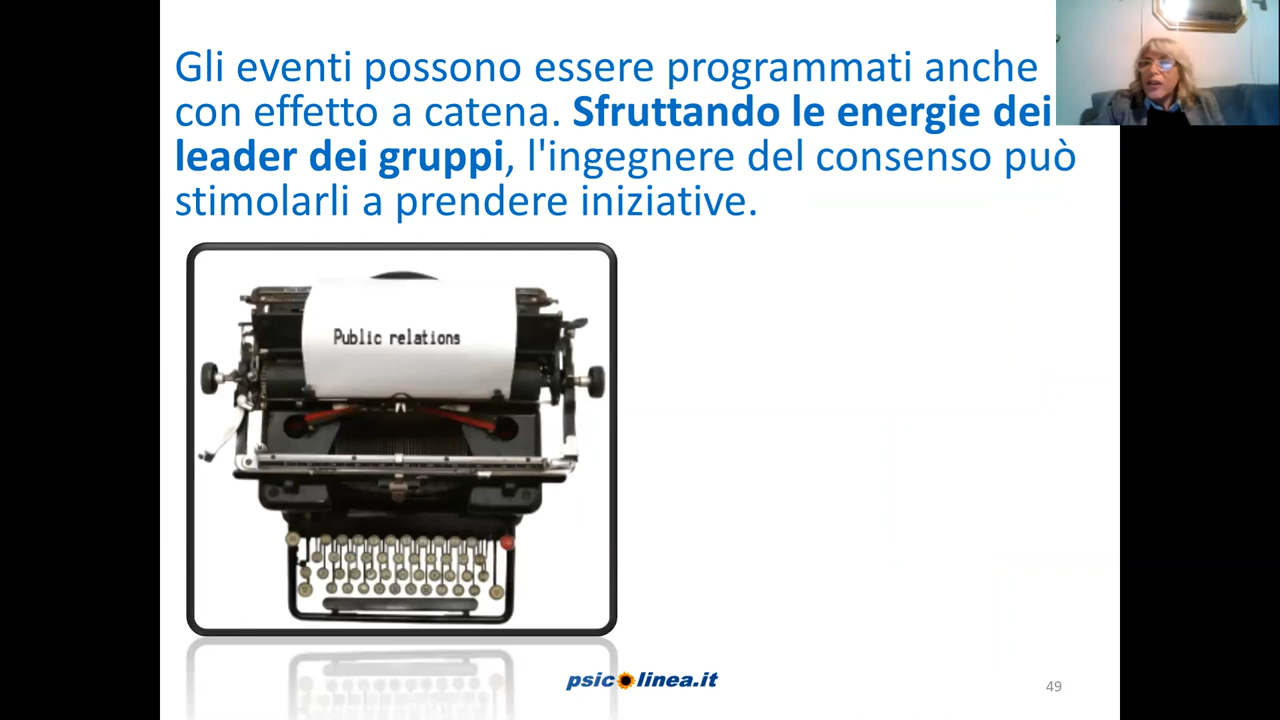 Gli eventi possono essere programmati anche
con effetto a catena. Sfruttando le energie dei
leader dei gruppi, l'ingegnere del consenso può
stimolarli a prendere iniziative.
Public relations
psicolinea.it
49